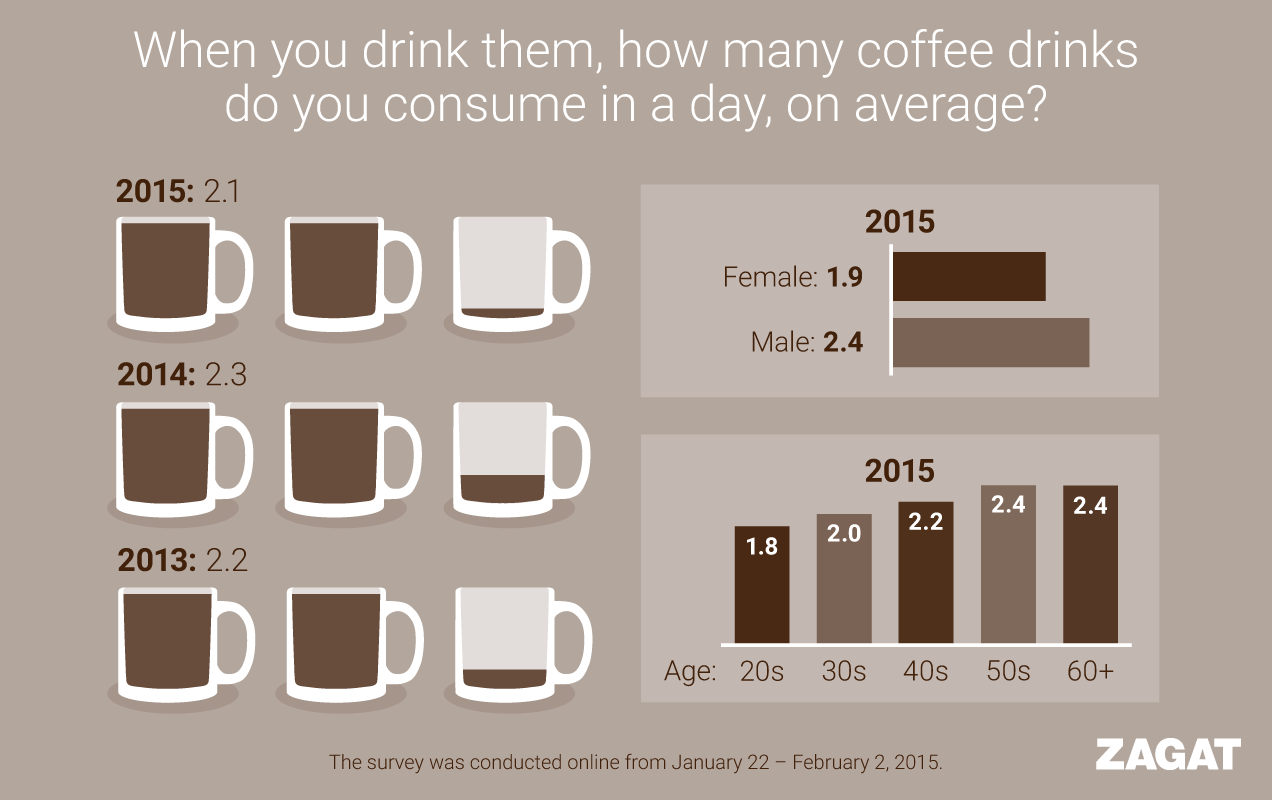 When you drink them, how many coffee drinks
do you consume in a day, on average?
2015: 2.1
2014: 2.3
2013: 2.2
2015
Female: 1.9
Male: 2.4
2015
1.8 2.0 2.2 2.4 2.4
Age: 20s 30s 40s 50s 60+
The survey was conducted online from January 22 – February 2, 2015.
ZAGAT